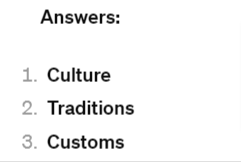 Answers:
1. Culture
2. Traditions
3. Customs